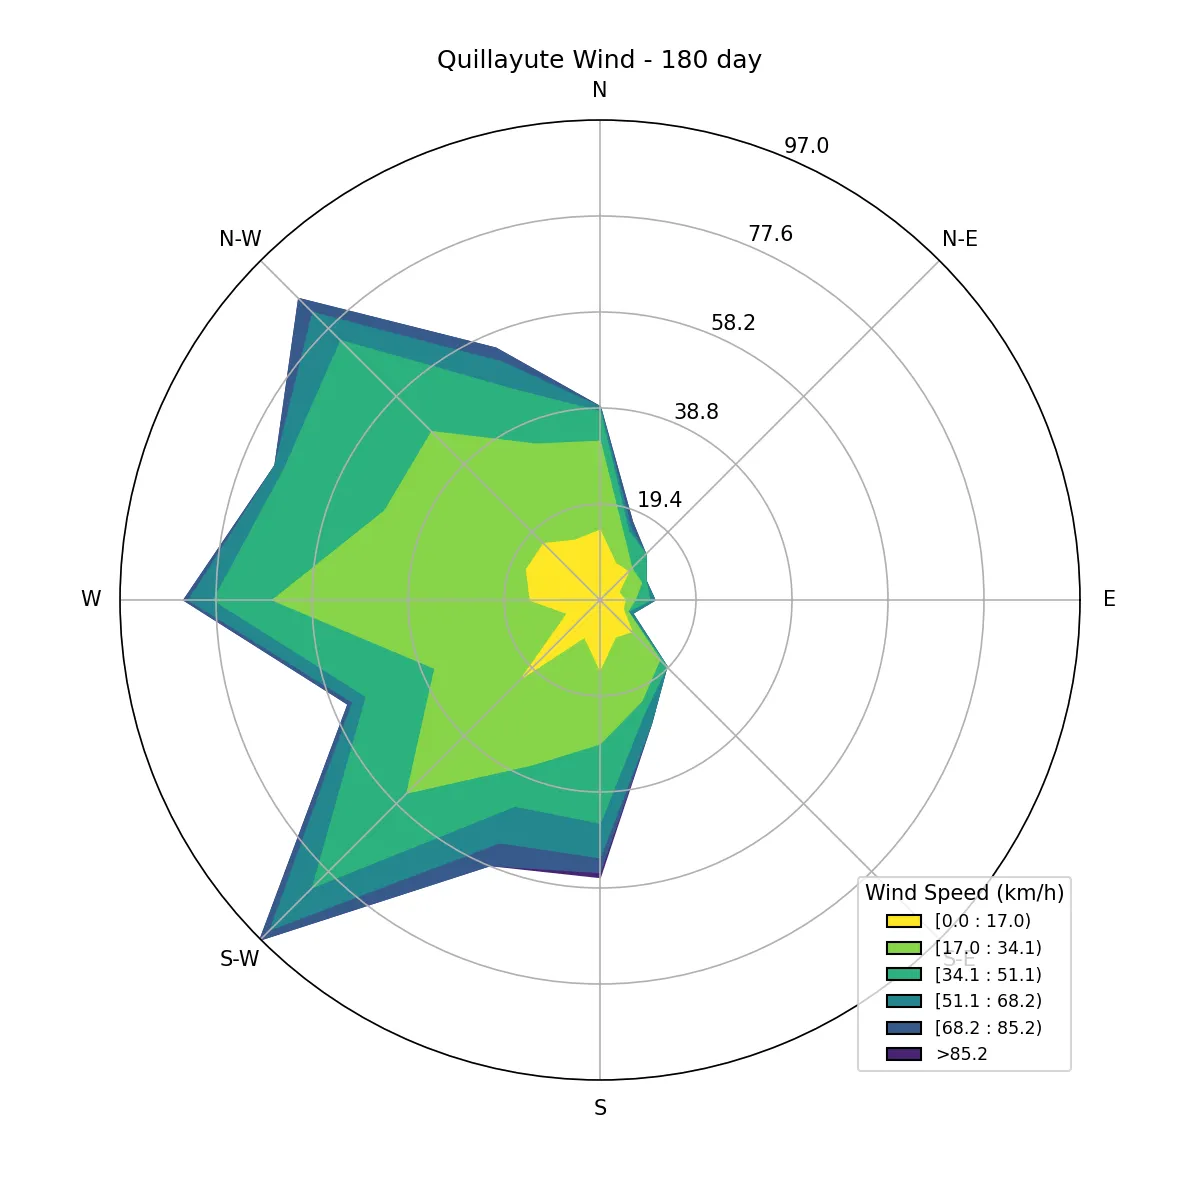 Quillayute Wind - 180 day
N
97.0
77.6
N-W
N-E
58.2
38.8
19.4
W
E
Wind Speed (km/h)
[0.0 : 17.0)
[17.0 : 34.1)
S-W
S-E
[34.1 : 51.1)
[51.1 : 68.2)
[68.2 : 85.2)
>85.2
S